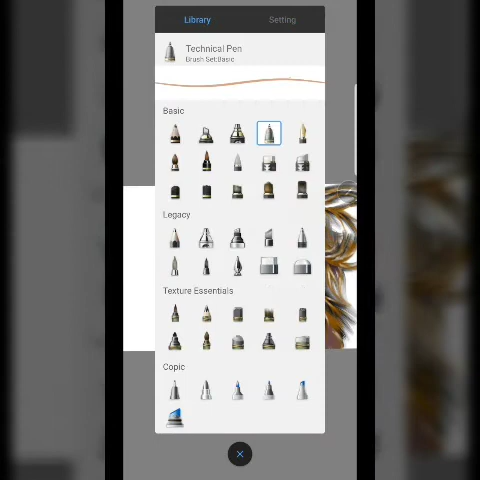 Library
Setting
Technical Pen
Brush Set:Basic
Basic
Legacy
Texture Essentials
Copic